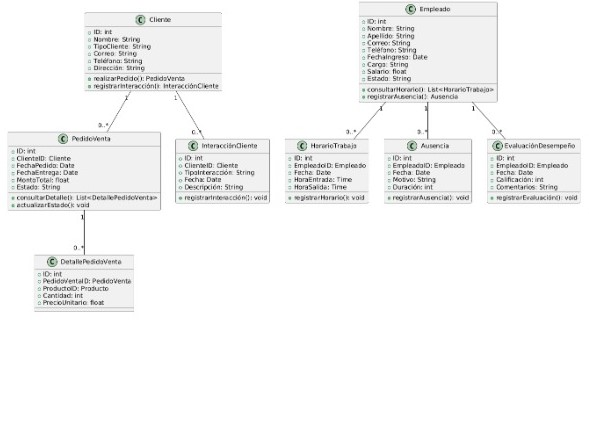 C Cliente
ID: int
Nombre: String
TipoCliente: String
Correo: String
Teléfono: String
Dirección: String
realizarPedido(): PedidoVenta
registrarInteracción(): InteracciónCliente
1
1
0..*
0..*
C PedidoVenta
ID: int
ClienteID: Cliente
FechaPedido: Date
FechaEntrega: Date
MontoTotal: float
Estado: String
consultarDetalle(): List<DetallePedidoVenta>
actualizarEstado(): void
C InteracciónCliente
ID: int
ClienteID: Cliente
TipoInteracción: String
Fecha: Date
Descripción: String
registrarInteracción(): void
1
0..*
C DetallePedidoVenta
ID: int
PedidoVentaID: PedidoVenta
ProductoID: Producto
Cantidad: int
PrecioUnitario: float
C Empleado
ID: int
Nombre: String
Apellido: String
Correo: String
Teléfono: String
FechaIngreso: Date
Cargo: String
Salario: float
Estado: String
consultarHorario(): List<HorarioTrabajo>
registrarAusencia(): Ausencia
1
1
1
0..*
0..*
0..*
C HorarioTrabajo
ID: int
EmpleadoID: Empleado
Fecha: Date
HoraEntrada: Time
HoraSalida: Time
registrarHorario(): void
C Ausencia
ID: int
EmpleadoID: Empleado
Fecha: Date
Motivo: String
Duración: int
registrarAusencia(): void
C EvaluaciónDesempeño
ID: int
EmpleadoID: Empleado
Fecha: Date
Calificación: int
Comentarios: String
registrarEvaluación(): void